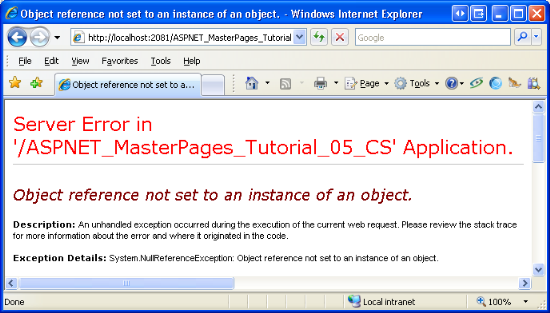 Object reference not set to an instance of an object. - Windows Internet Explorer
http://localhost:2081/ASPNET_MasterPages_Tutorial
Google
File Edit View Favorites Tools Help
Object reference not set to a...
Page Tools
Server Error in
'/ASPNET_MasterPages_Tutorial_05_CS' Application.
Object reference not set to an instance of an object.
Description: An unhandled exception occurred during the execution of the current web request. Please review the stack trace
for more information about the error and where it originated in the code.
Exception Details: System.NullReferenceException: Object reference not set to an instance of an object.
Done Local intranet 100%